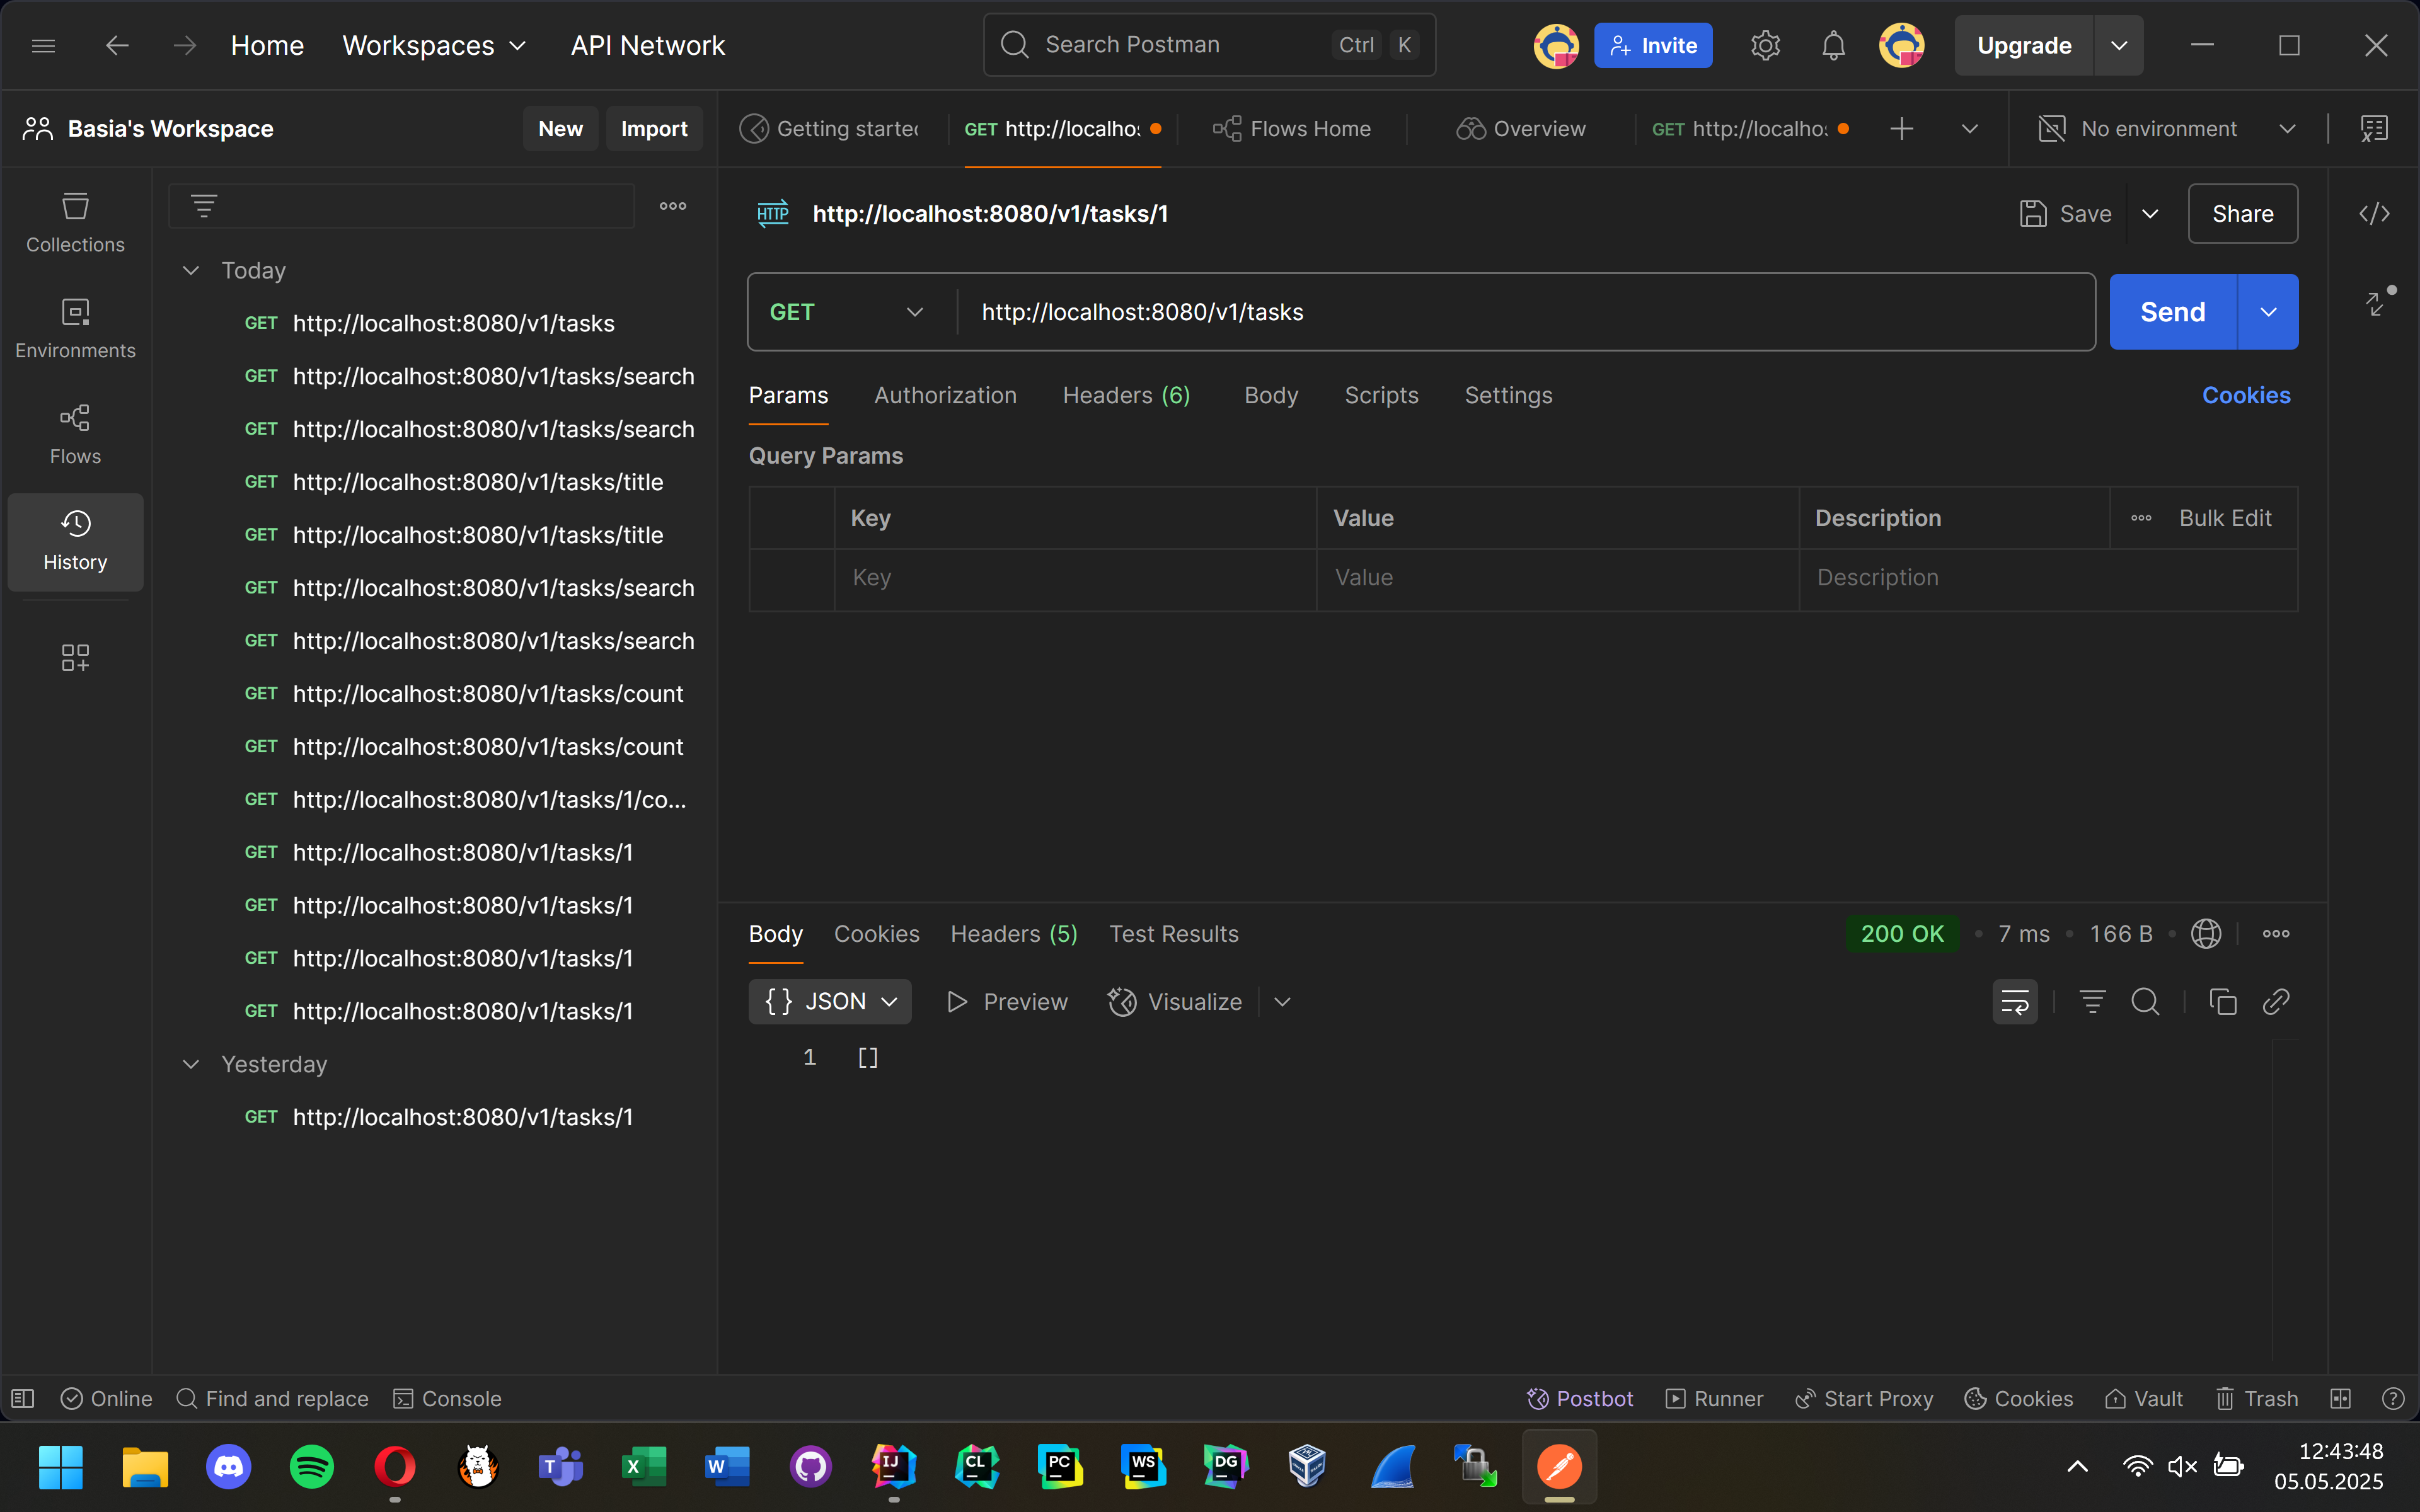 Home Workspaces API Network Search Postman Ctrl K Invite Upgrade
Basia's Workspace New Import
Getting started GET http://localhos Flows Home Overview GET http://localhos No environment
Collections
Environments
Flows
History
Today
GET http://localhost:8080/v1/tasks
GET http://localhost:8080/v1/tasks/search
GET http://localhost:8080/v1/tasks/search
GET http://localhost:8080/v1/tasks/title
GET http://localhost:8080/v1/tasks/title
GET http://localhost:8080/v1/tasks/search
GET http://localhost:8080/v1/tasks/search
GET http://localhost:8080/v1/tasks/count
GET http://localhost:8080/v1/tasks/count
GET http://localhost:8080/v1/tasks/1/co...
GET http://localhost:8080/v1/tasks/1
GET http://localhost:8080/v1/tasks/1
GET http://localhost:8080/v1/tasks/1
GET http://localhost:8080/v1/tasks/1
Yesterday
GET http://localhost:8080/v1/tasks/1
HTTP http://localhost:8080/v1/tasks/1 Save Share
GET http://localhost:8080/v1/tasks Send
Params Authorization Headers (6) Body Scripts Settings Cookies
Query Params
Key Value Description Bulk Edit
Key Value Description
Body Cookies Headers (5) Test Results 200 OK 7 ms 166 B
{} JSON Preview Visualize
1 []
Online Find and replace Console Postbot Runner Start Proxy Cookies Vault Trash
T X W IJ CL PC WS DG
12:43:48
05.05.2025